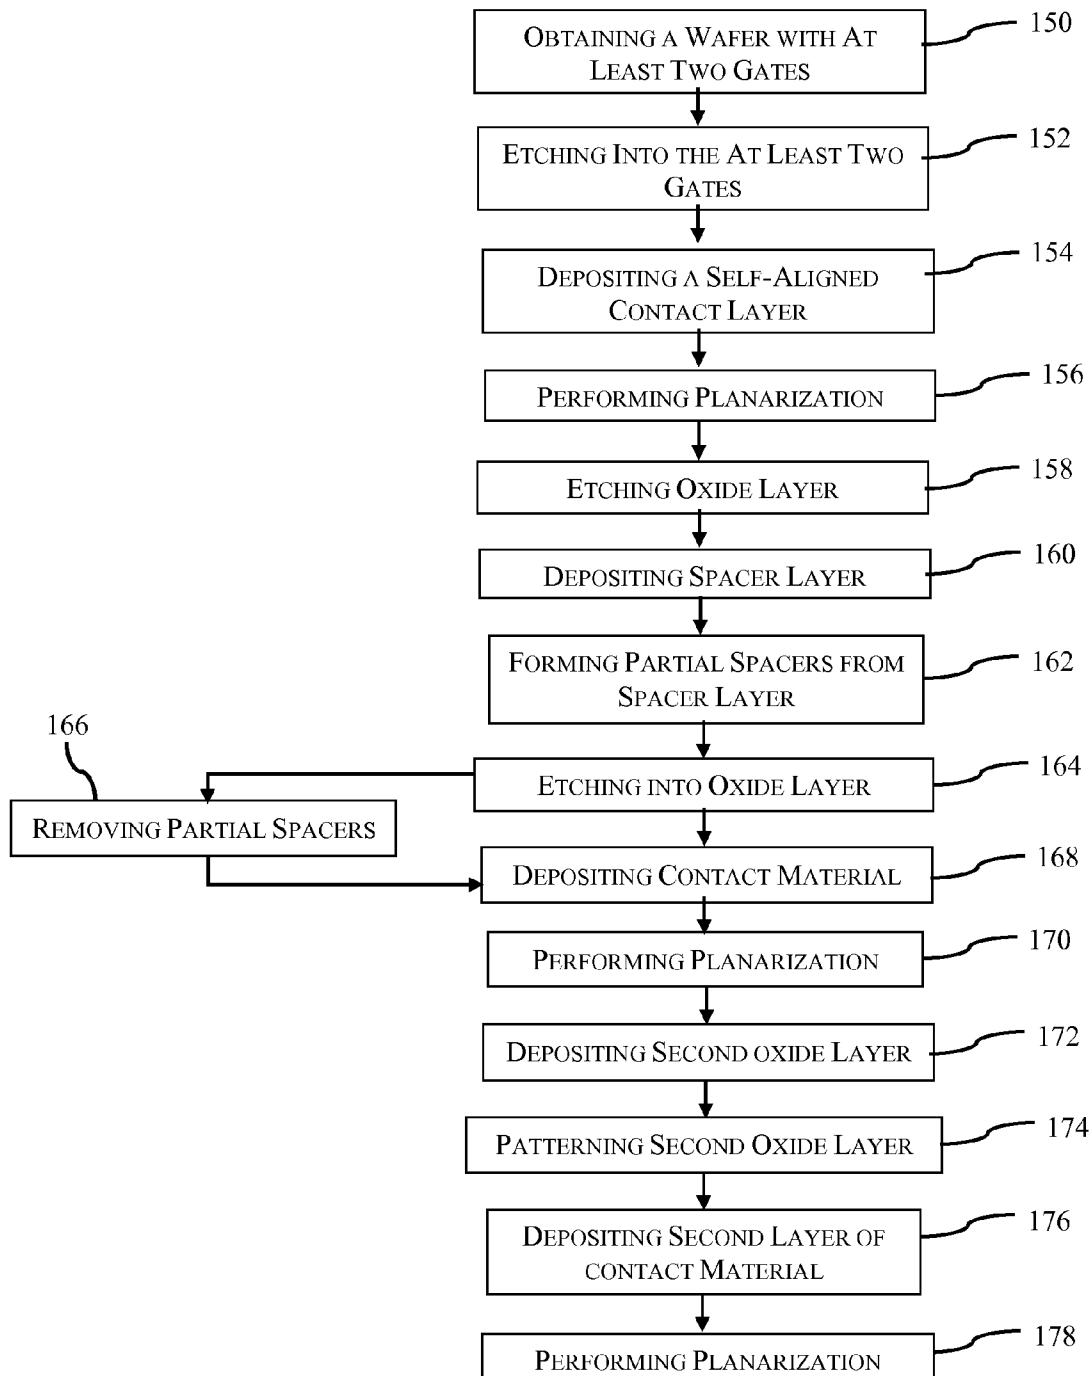 OBTAINING A WAFER WITH AT
LEAST TWO GATES
150
ETCHING INTO THE AT LEAST TWO
GATES
152
DEPOSITING A SELF-ALIGNED
CONTACT LAYER
154
PERFORMING PLANARIZATION
156
ETCHING OXIDE LAYER
158
DEPOSITING SPACER LAYER
160
FORMING PARTIAL SPACERS FROM
SPACER LAYER
162
ETCHING INTO OXIDE LAYER
164
166
REMOVING PARTIAL SPACERS
DEPOSITING CONTACT MATERIAL
168
PERFORMING PLANARIZATION
170
DEPOSITING SECOND OXIDE LAYER
172
PATTERNING SECOND OXIDE LAYER
174
DEPOSITING SECOND LAYER OF
CONTACT MATERIAL
176
PERFORMING PLANARIZATION
178